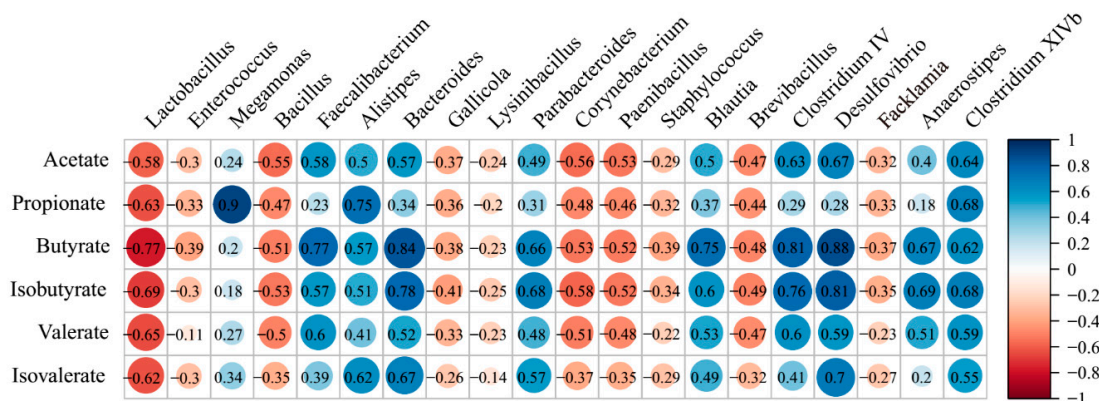 Lactobacillus
Enterococcus
Megamonas
Bacillus
Faecalibacterium
Alistipes
Bacteroides
Gallicola
Lysinibacillus
Parabacteroides
Corynebacterium
Paenibacillus
Staphylococcus
Blautia
Brevibacillus
Clostridium IV
Desulfovibrio
Facklamia
Anaerostipes
Clostridium XIVb
Acetate −0.58 −0.3 0.24 −0.55 0.58 0.5 0.57 −0.37 −0.24 0.49 −0.56 −0.53 −0.29 0.5 −0.47 0.63 0.67 −0.32 0.4 0.64
Propionate −0.63 −0.33 0.9 −0.47 0.23 0.75 0.34 −0.36 −0.2 0.31 −0.48 −0.46 −0.32 0.37 −0.44 0.29 0.28 −0.33 0.18 0.68
Butyrate −0.77 −0.39 0.2 −0.51 0.77 0.57 0.84 −0.38 −0.23 0.66 −0.53 −0.52 −0.39 0.75 −0.48 0.81 0.88 −0.37 0.67 0.62
Isobutyrate −0.69 −0.3 0.18 −0.53 0.57 0.51 0.78 −0.41 −0.25 0.68 −0.58 −0.52 −0.34 0.6 −0.49 0.76 0.81 −0.35 0.69 0.68
Valerate −0.65 −0.11 0.27 −0.5 0.6 0.41 0.52 −0.33 −0.23 0.48 −0.51 −0.48 −0.22 0.53 −0.47 0.6 0.59 −0.23 0.51 0.59
Isovalerate −0.62 −0.3 0.34 −0.35 0.39 0.62 0.67 −0.26 −0.14 0.57 −0.37 −0.35 −0.29 0.49 −0.32 0.41 0.7 −0.27 0.2 0.55
1
0.8
0.6
0.4
0.2
0
−0.2
−0.4
−0.6
−0.8
−1